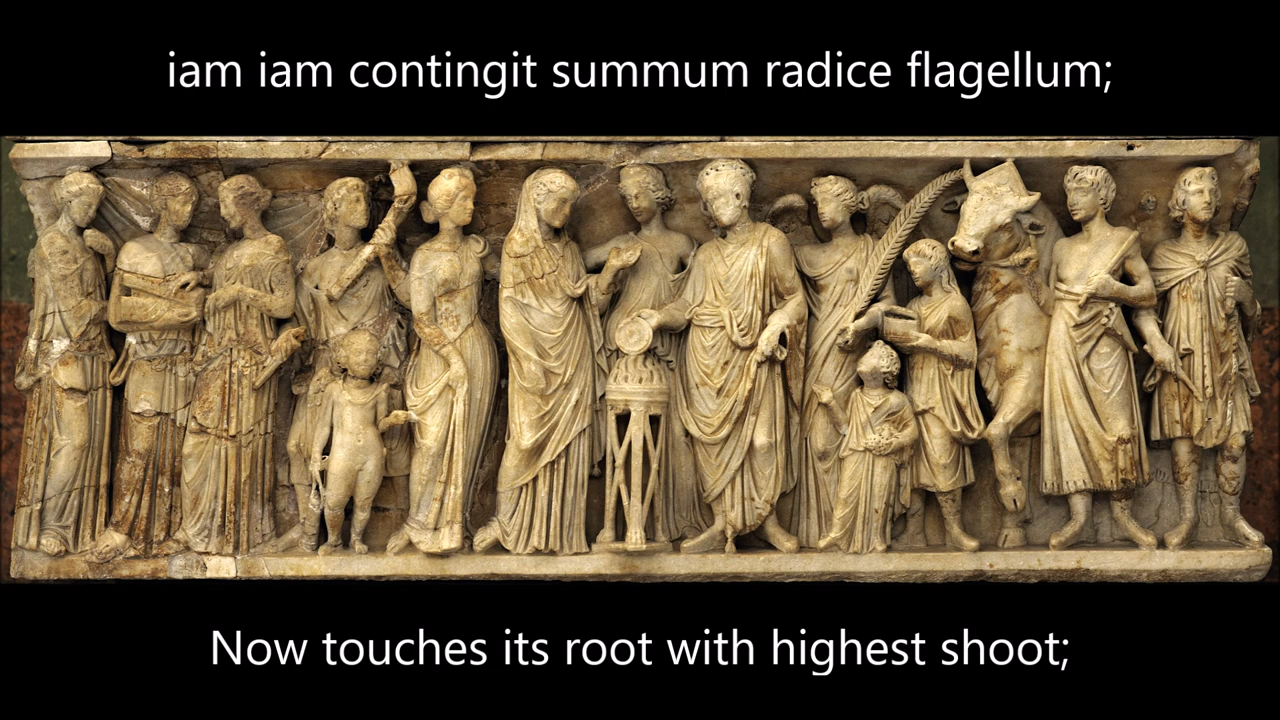 iam iam contingit summum radice flagellum;
Now touches its root with highest shoot;